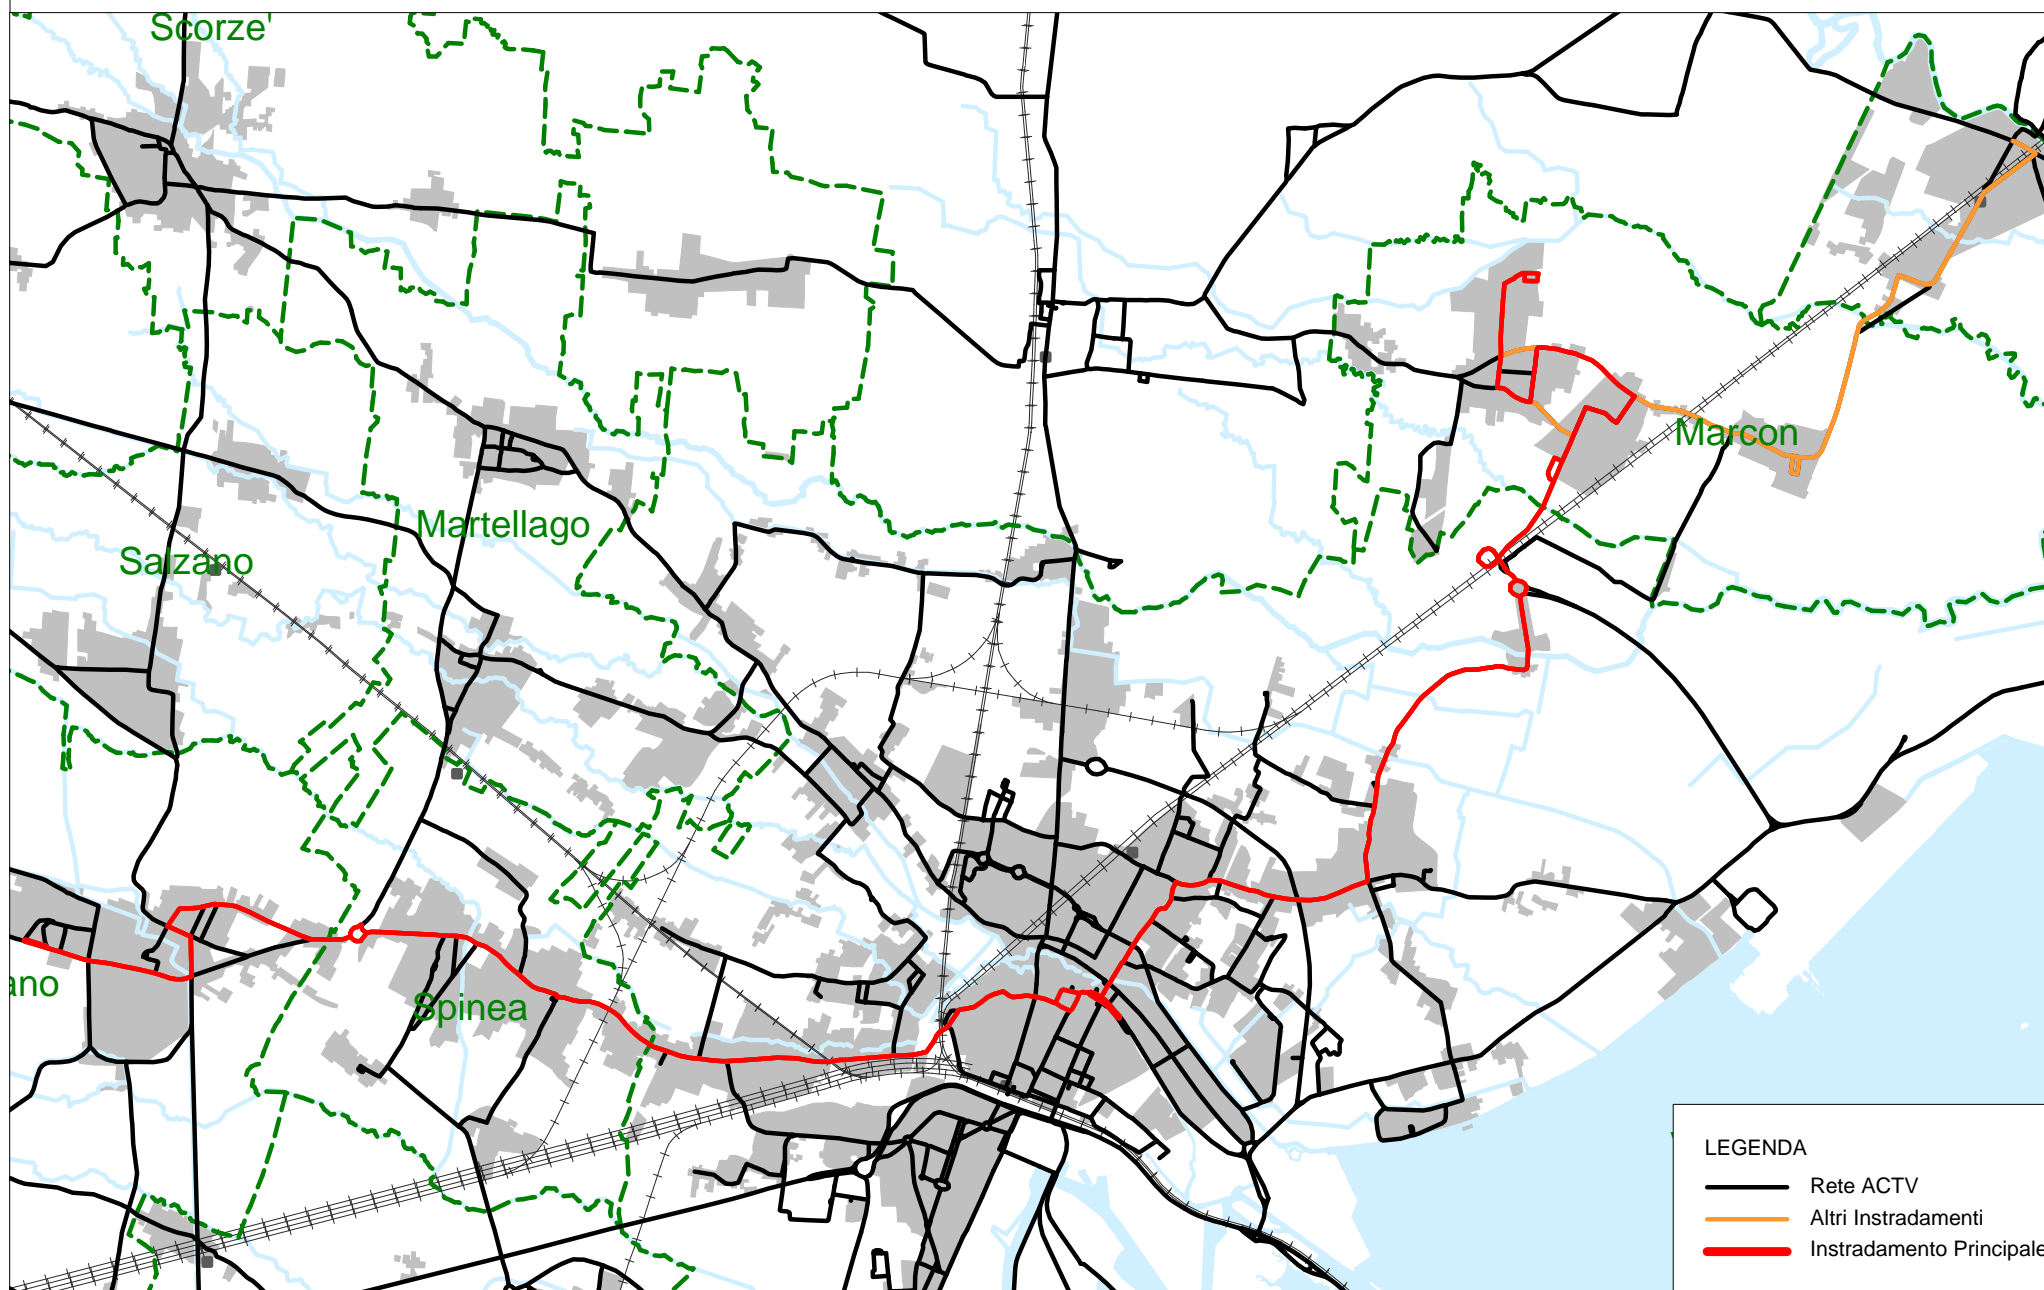 Scorze'
Marcon
Martellago
Salzano
ano
Spinea
LEGENDA
Rete ACTV
Altri Instradamenti
Instradamento Principale